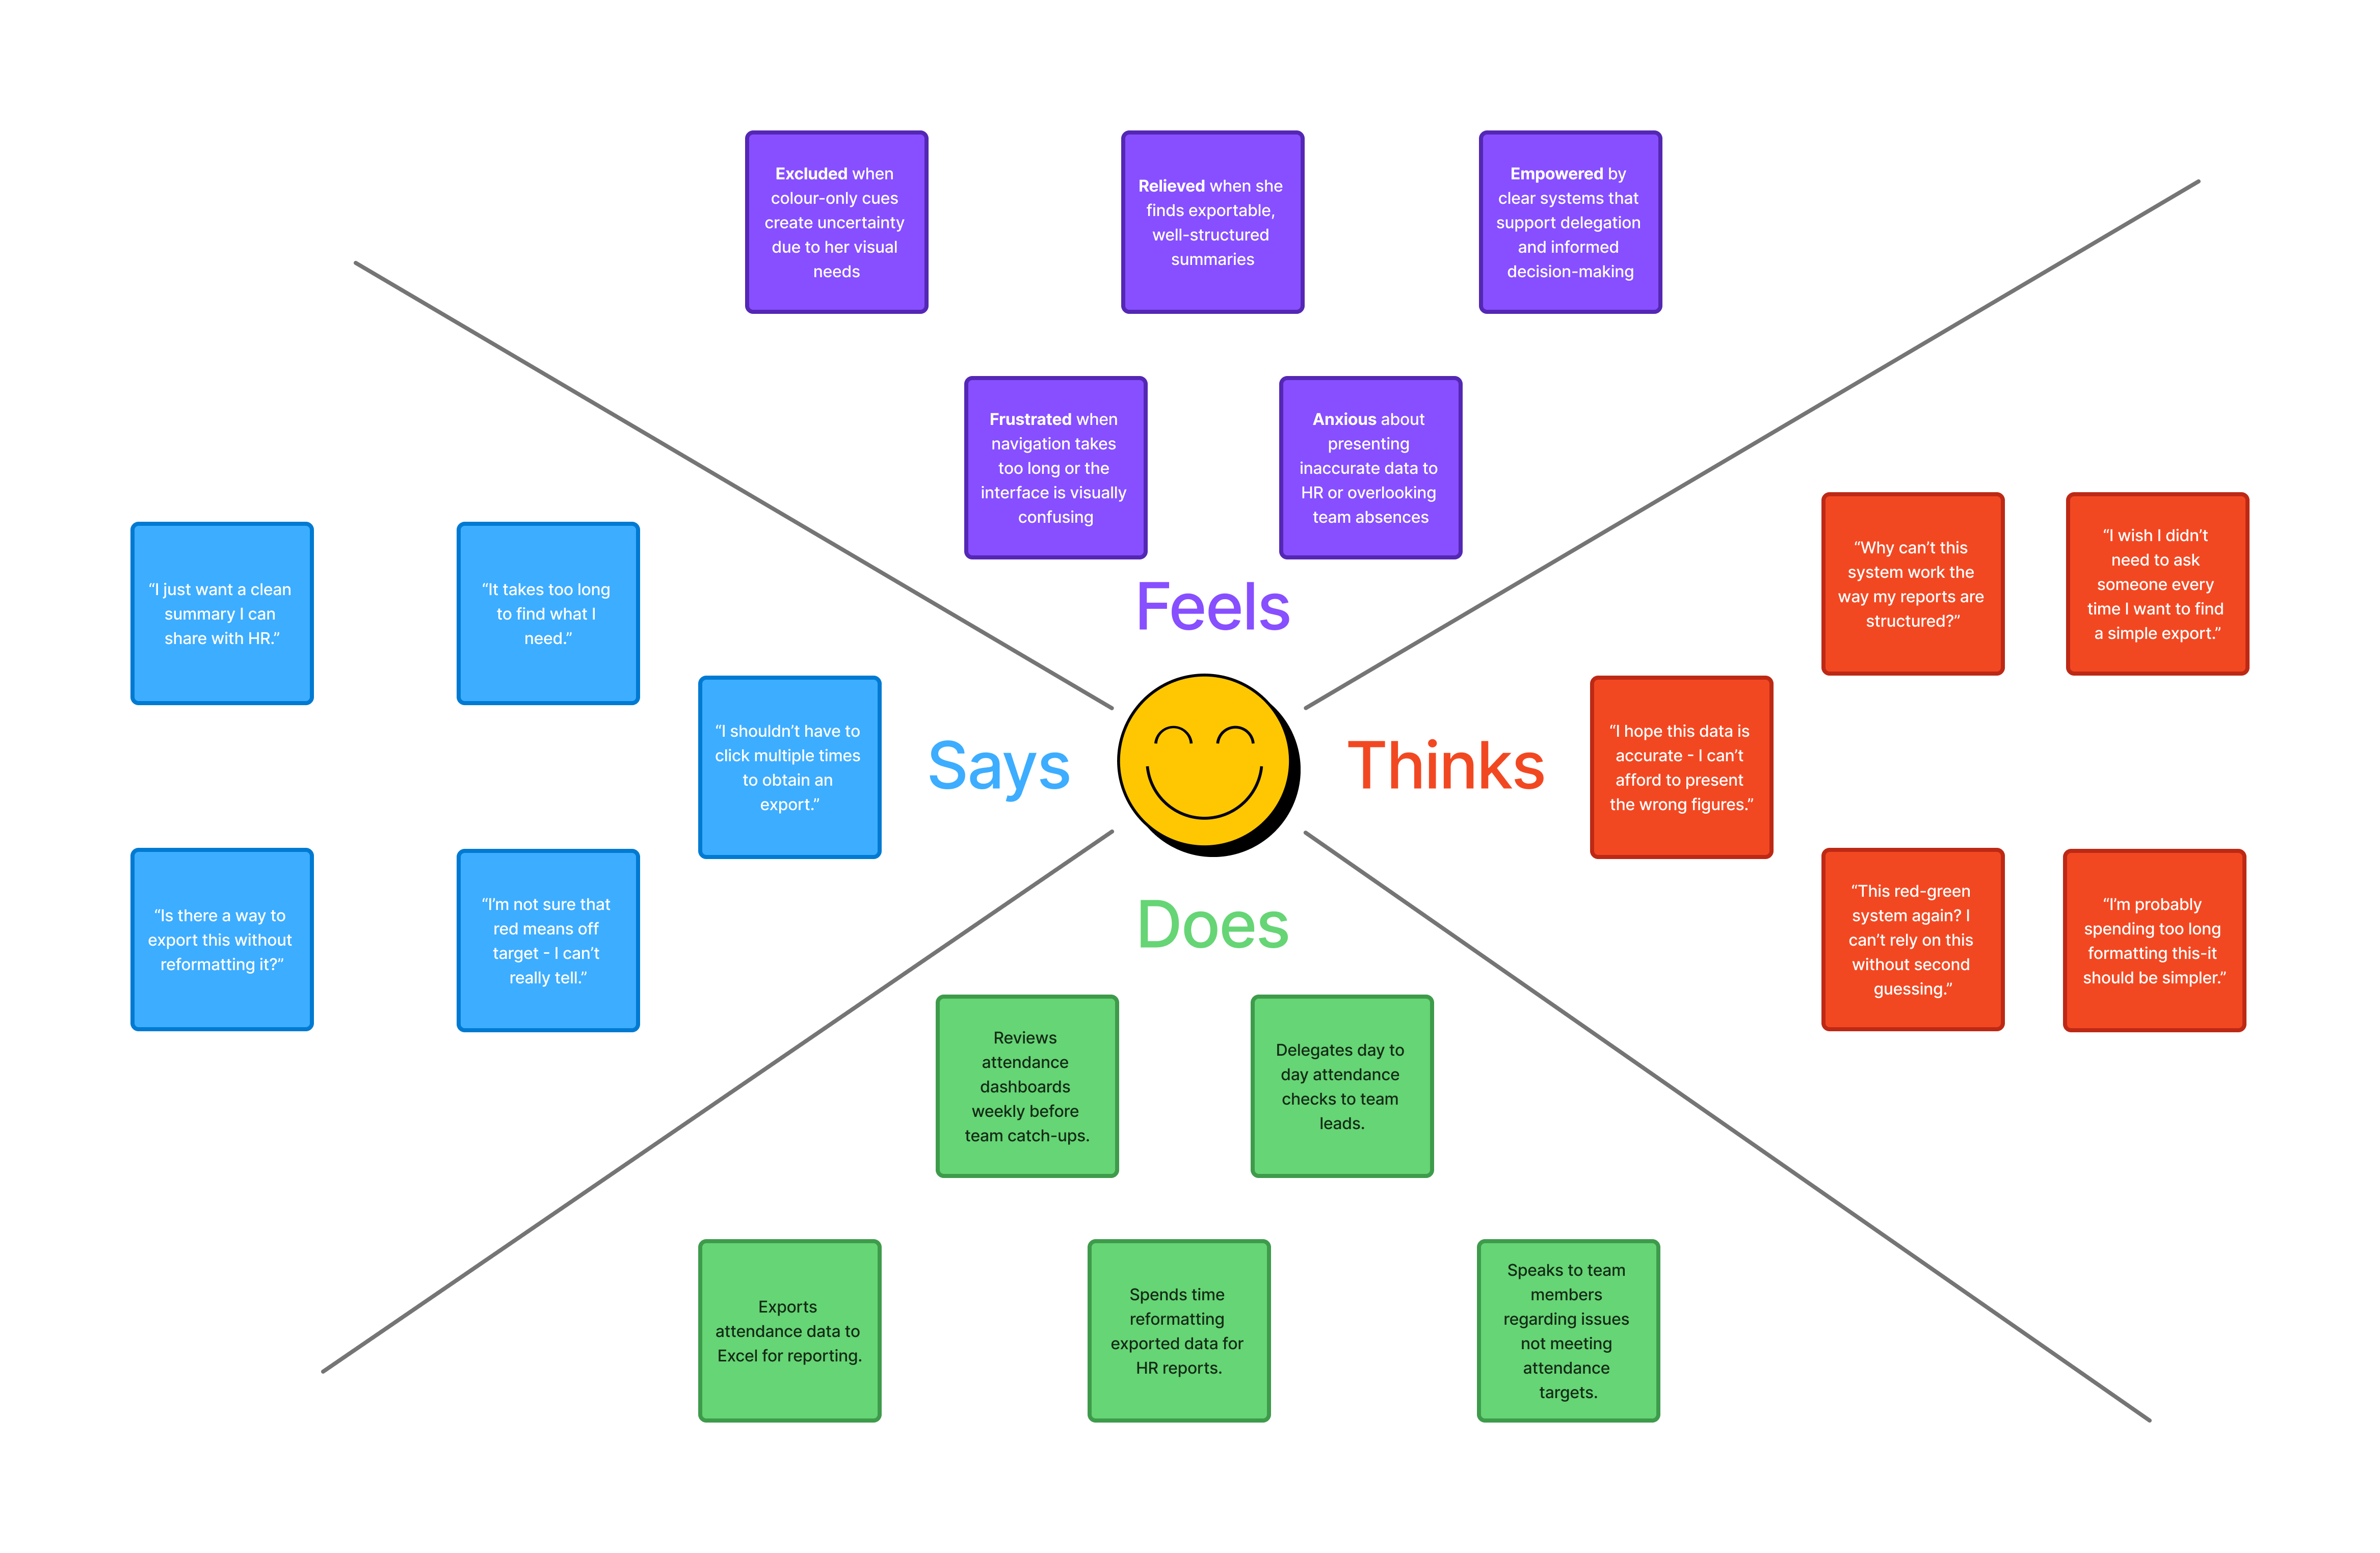 Excluded when
colour-only cues
create uncertainty
due to her visual
needs
Relieved when she
finds exportable,
well-structured
summaries
Empowered by
clear systems that
support delegation
and informed
decision-making
Frustrated when
navigation takes
too long or the
interface is visually
confusing
Anxious about
presenting
inaccurate data to
HR or overlooking
team absences
Feels
“I just want a clean
summary I can
share with HR.”
“It takes too long
to find what I
need.”
“I shouldn’t have to
click multiple times
to obtain an
export.”
“Is there a way to
export this without
reformatting it?”
“I’m not sure that
red means off
target - I can’t
really tell.”
Says
Thinks
“Why can’t this
system work the
way my reports are
structured?”
“I wish I didn’t
need to ask
someone every
time I want to find
a simple export.”
“I hope this data is
accurate - I can’t
afford to present
the wrong figures.”
“This red-green
system again? I
can’t rely on this
without second
guessing.”
“I’m probably
spending too long
formatting this-it
should be simpler.”
Does
Reviews
attendance
dashboards
weekly before
team catch-ups.
Delegates day to
day attendance
checks to team
leads.
Exports
attendance data to
Excel for reporting.
Spends time
reformatting
exported data for
HR reports.
Speaks to team
members
regarding issues
not meeting
attendance
targets.